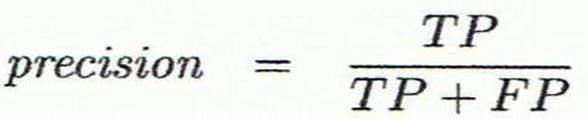 precision = TP / TP + FP